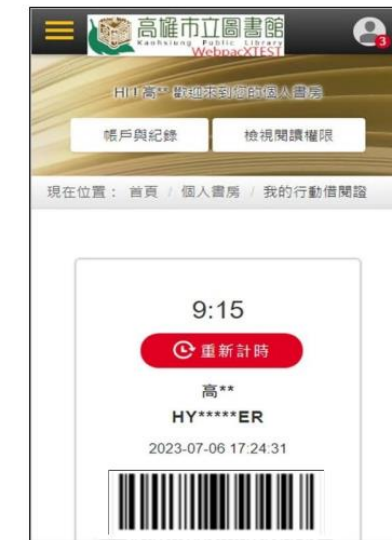 高雄市立圖書館
Kaohsiung Public Library
WebpacXTEST
3
HI! 高** 歡迎來到您的個人書房
帳戶與紀錄
檢視閱讀權限
現在位置： 首頁 / 個人書房 / 我的行動借閱證
9:15
重新計時
高**
HY*****ER
2023-07-06 17:24:31